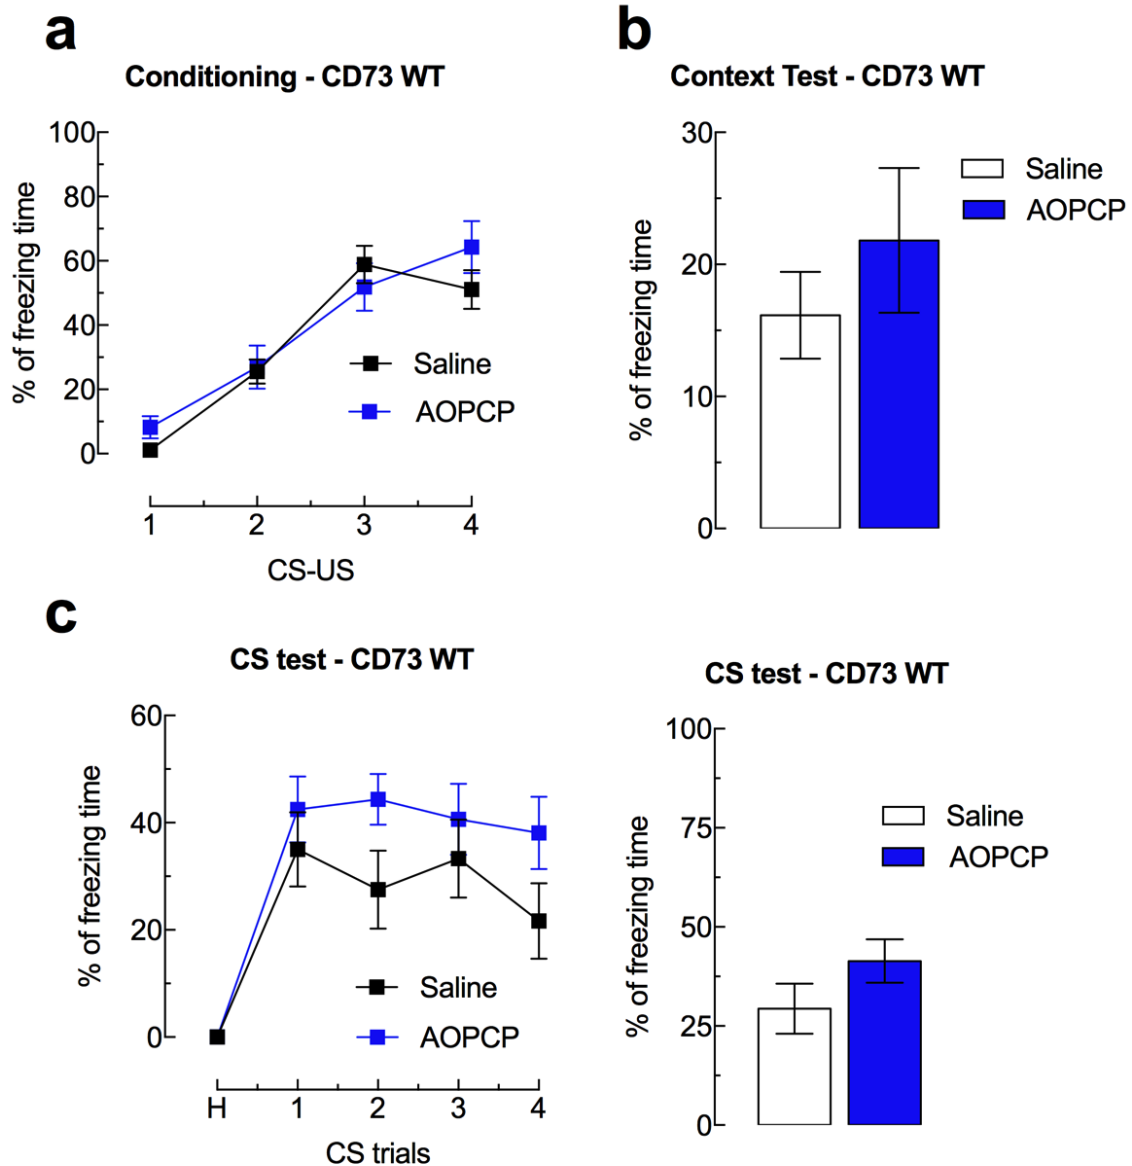 a
Conditioning - CD73 WT
% of freezing time
100
80
60
40
20
0
Saline
AOPCP
1 2 3 4
CS-US
b
Context Test - CD73 WT
% of freezing time
30
20
10
0
Saline
AOPCP
c
CS test - CD73 WT
% of freezing time
60
40
20
0
Saline
AOPCP
H 1 2 3 4
CS trials
CS test - CD73 WT
% of freezing time
100
75
50
25
0
Saline
AOPCP